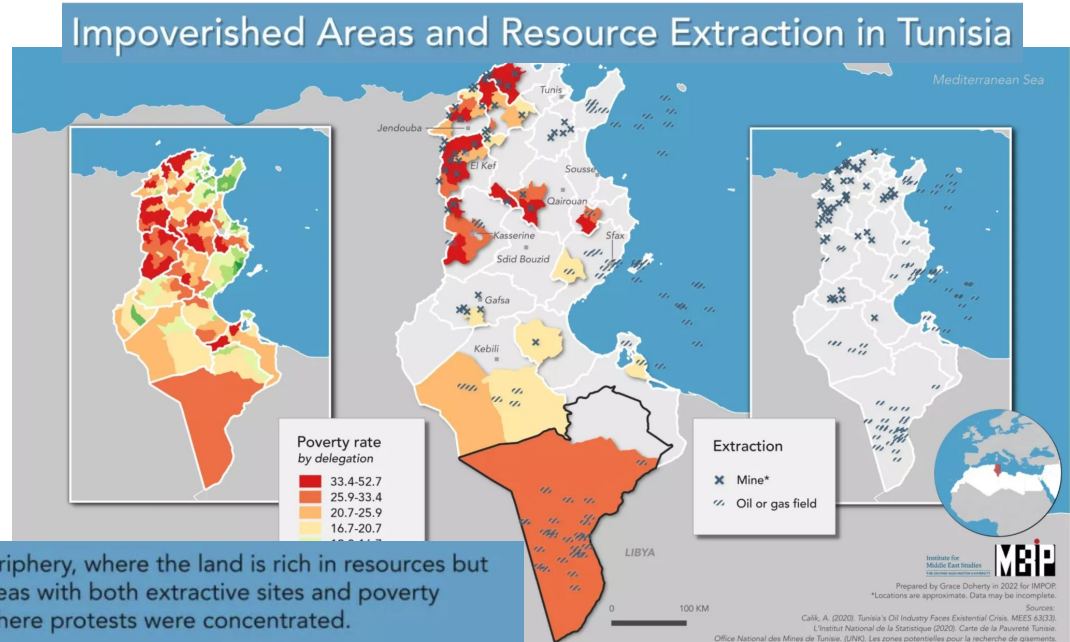 Impoverished Areas and Resource Extraction in Tunisia
Mediterranean Sea
Tunis
Jendouba
El Kef
Sousse
Qairouan
Kasserine
Sfax
Sdid Bouzid
Gafsa
Kebili
LIBYA
Poverty rate
by delegation
33.4-52.7
25.9-33.4
20.7-25.9
16.7-20.7
Extraction
Mine*
Oil or gas field
riphery, where the land is rich in resources but
eas with both extractive sites and poverty
here protests were concentrated.
0 100 KM
Institute for
Middle East Studies
MBIP
Prepared by Grace Doherty in 2022 for IMPOP.
*Locations are approximate. Data may be incomplete.
Sources:
Calik, A. (2020). Tunisia's Oil Industry Faces Existential Crisis. MEES 63(33).
L'Institut National de la Statistique (2020). Carte de la Pauvreté Tunisie.
Office National des Mines de Tunisie. (UNK). Les zones potentielles pour la recherche de gisements.